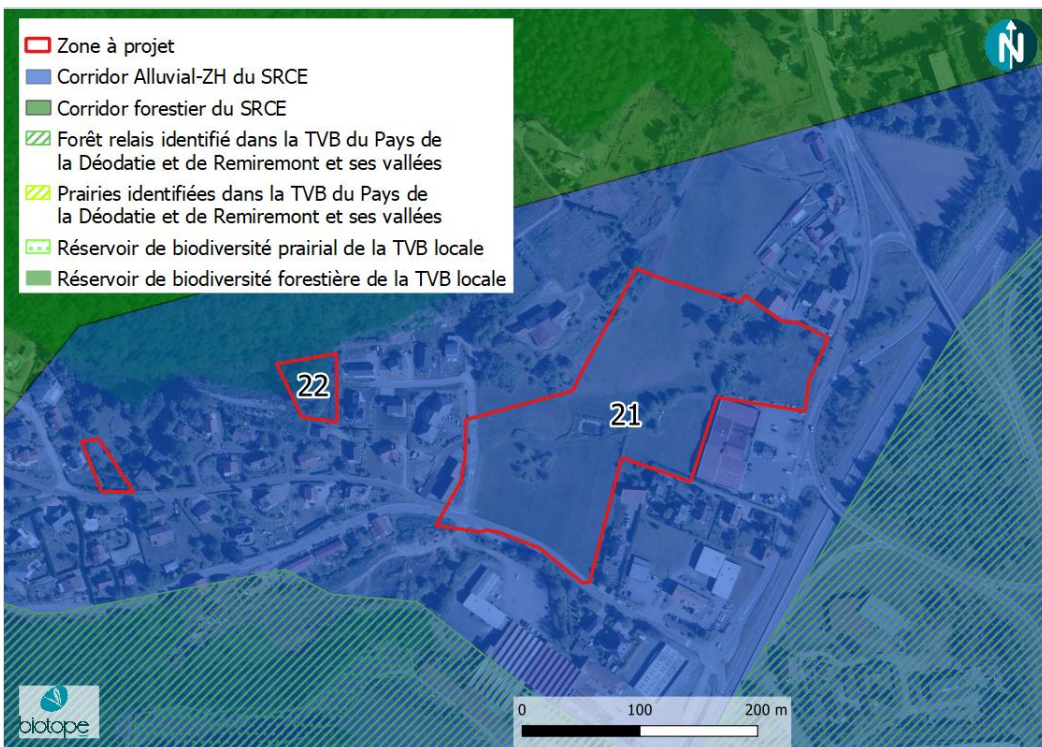 Zone à projet
Corridor Alluvial-ZH du SRCE
Corridor forestier du SRCE
Forêt relais identifié dans la TVB du Pays de
la Déodatie et de Remiremont et ses vallées
Prairies identifiées dans la TVB du Pays de
la Déodatie et de Remiremont et ses vallées
Réservoir de biodiversité prairial de la TVB locale
Réservoir de biodiversité forestière de la TVB locale
N
22
21
biotope
0 100 200 m